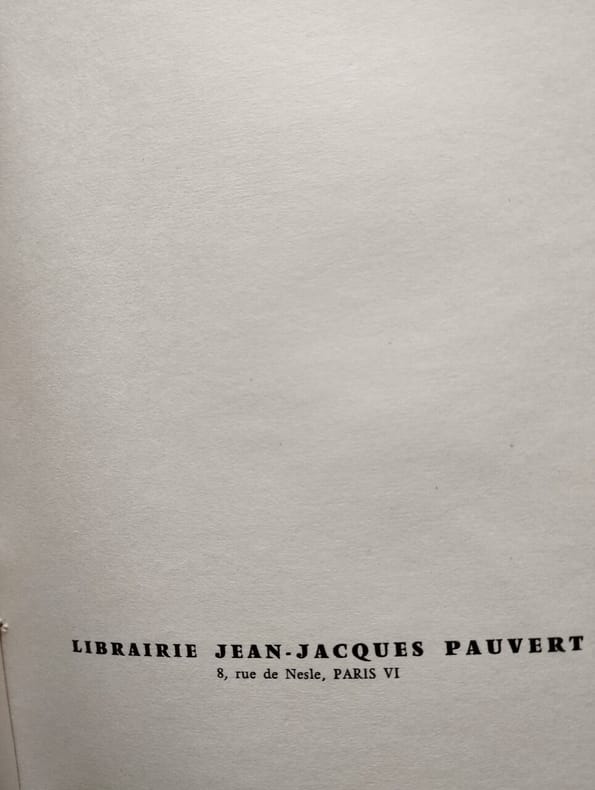 LIBRAIRIE JEAN-JACQUES PAUVERT
8, rue de Nesle, PARIS VI